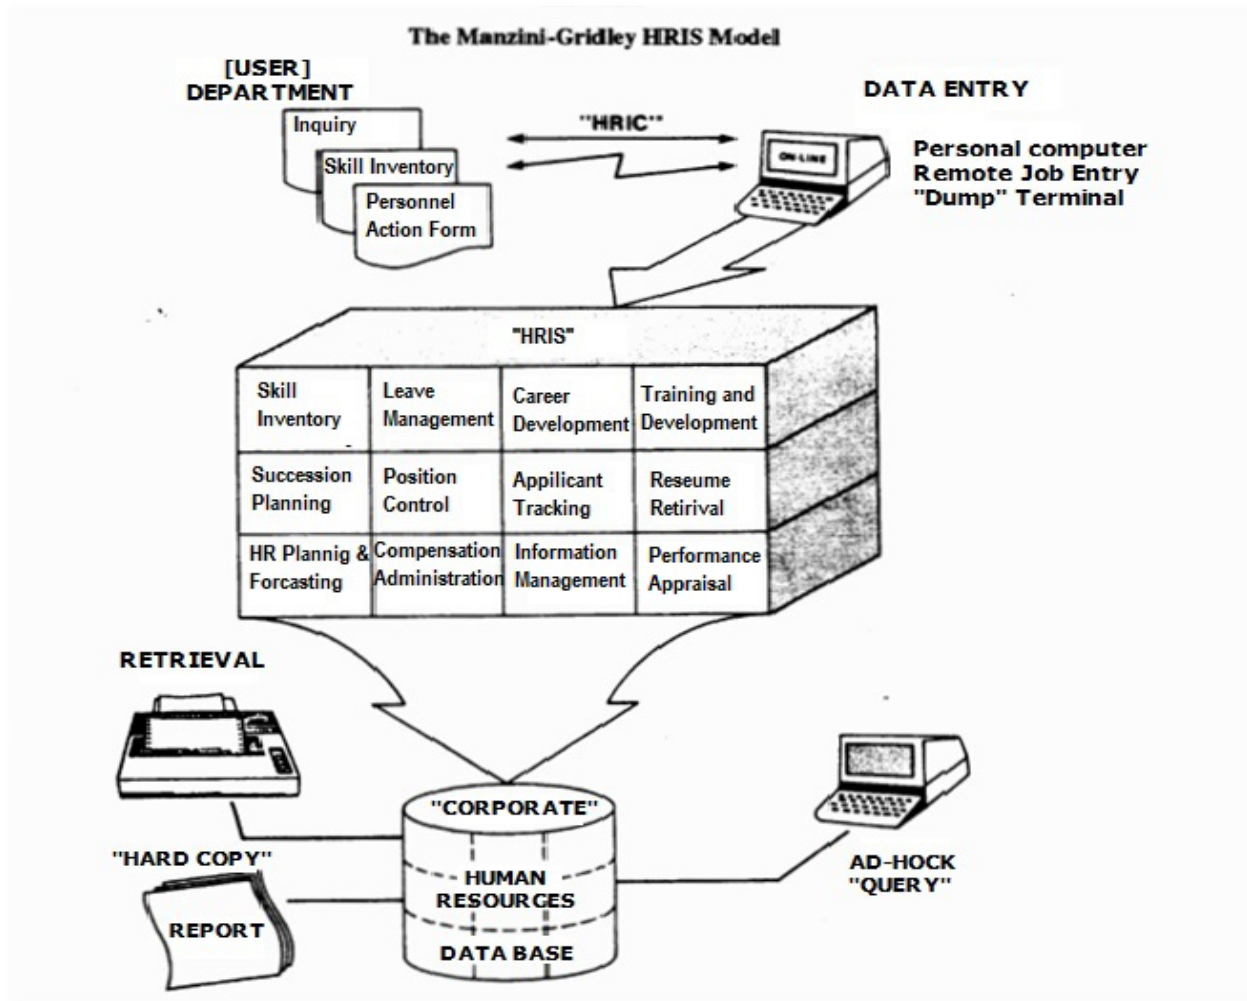 The Manzini-Gridley HRIS Model
[USER]
DEPARTMENT
Inquiry
Skill Inventory
Personnel
Action Form
"HRIC"
DATA ENTRY
ON-LINE
Personal computer
Remote Job Entry
"Dump" Terminal
"HRIS"
Skill
Inventory
Leave
Management
Career
Development
Training and
Development
Succession
Planning
Position
Control
Appilicant
Tracking
Reseume
Retirival
HR Plannig &
Forcasting
Compensation
Administration
Information
Management
Performance
Appraisal
RETRIEVAL
"HARD COPY"
REPORT
"CORPORATE"
HUMAN
RESOURCES
DATA BASE
AD-HOCK
"QUERY"